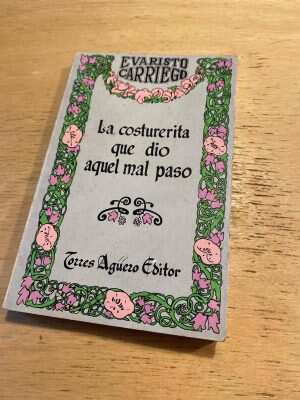 EVARISTO
CARRIEGO
La costurerita
que dio
aquel mal paso
Torres Agüero Editor